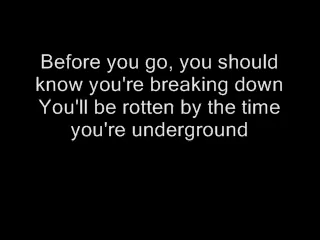 Before you go, you should
know you're breaking down
You'll be rotten by the time
you're underground